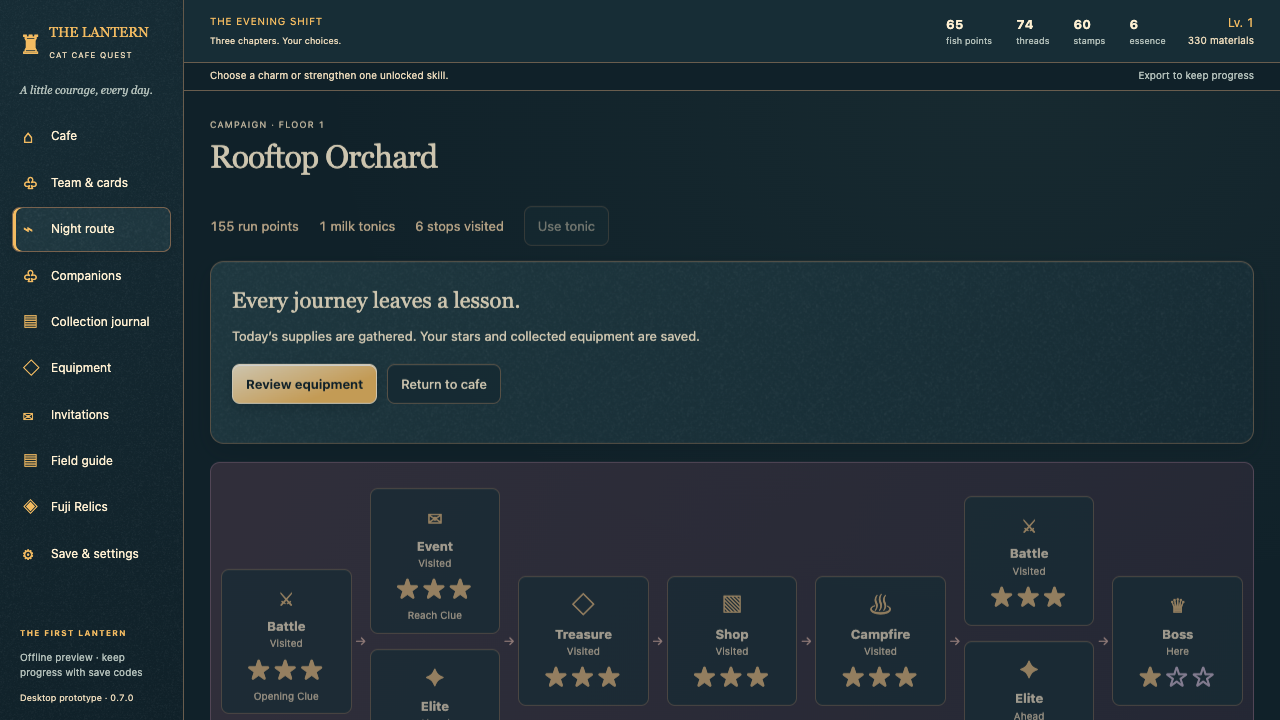 THE LANTERN
CAT CAFE QUEST
A little courage, every day.
Cafe
Team & cards
Night route
Companions
Collection journal
Equipment
Invitations
Field guide
Fuji Relics
Save & settings
THE FIRST LANTERN
Offline preview · keep
progress with save codes
Desktop prototype · 0.7.0
THE EVENING SHIFT
Three chapters. Your choices.
65
fish points
74
threads
60
stamps
6
essence
Lv. 1
330 materials
Choose a charm or strengthen one unlocked skill.
Export to keep progress
CAMPAIGN · FLOOR 1
Rooftop Orchard
155 run points
1 milk tonics
6 stops visited
Use tonic
Every journey leaves a lesson.
Today's supplies are gathered. Your stars and collected equipment are saved.
Review equipment
Return to cafe
Battle
Visited
Opening Clue
Event
Visited
Reach Clue
Elite
Treasure
Visited
Shop
Visited
Campfire
Visited
Battle
Visited
Elite
Ahead
Boss
Here